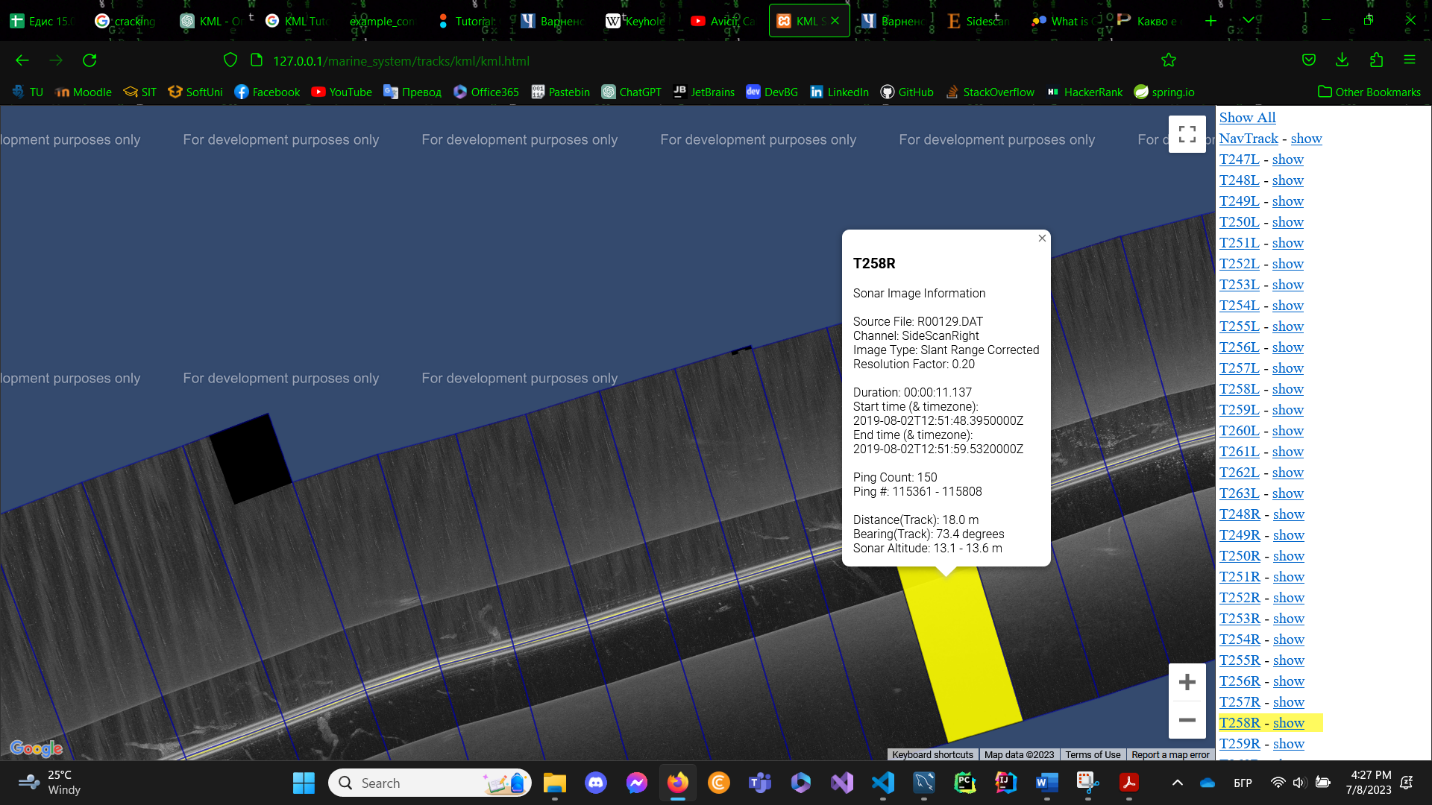 Едис 15.0
cracking
KML - O
KML Tut
example_con
Tutorial
Варненс
Keyhol
Avicii, Ca
KML S
Варненс
Sidesca
What is
Какво е
127.0.0.1/marine_system/tracks/kml/kml.html
TU
Moodle
SIT
SoftUni
Facebook
YouTube
Превод
Office365
Pastebin
ChatGPT
JetBrains
DevBG
LinkedIn
GitHub
StackOverflow
HackerRank
spring.io
Other Bookmarks
lopment purposes only
For development purposes only
For development purposes only
For development purposes only
For development purposes only
For d
lopment purposes only
For development purposes only
For development purposes only
T258R
Sonar Image Information
Source File: R00129.DAT
Channel: SideScanRight
Image Type: Slant Range Corrected
Resolution Factor: 0.20
Duration: 00:00:11.137
Start time (& timezone):
2019-08-02T12:51:48.3950000Z
End time (& timezone):
2019-08-02T12:51:59.5320000Z
Ping Count: 150
Ping #: 115361 - 115808
Distance(Track): 18.0 m
Bearing(Track): 73.4 degrees
Sonar Altitude: 13.1 - 13.6 m
Google
Keyboard shortcuts
Map data ©2023
Terms of Use
Report a map error
Show All
NavTrack - show
T247L - show
T248L - show
T249L - show
T250L - show
T251L - show
T252L - show
T253L - show
T254L - show
T255L - show
T256L - show
T257L - show
T258L - show
T259L - show
T260L - show
T261L - show
T262L - show
T263L - show
T248R - show
T249R - show
T250R - show
T251R - show
T252R - show
T253R - show
T254R - show
T255R - show
T256R - show
T257R - show
T258R - show
T259R - show
25°C
Windy
Search
БГР
4:27 PM
7/8/2023